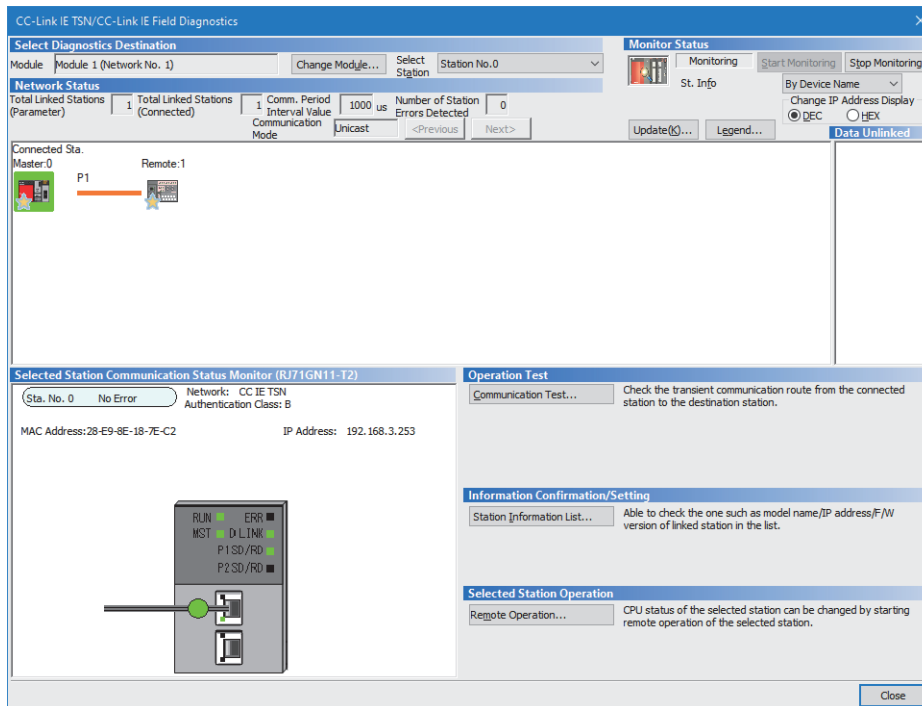 CC-Link IE TSN/CC-Link IE Field Diagnostics
Select Diagnostics Destination
Module Module 1 (Network No. 1) Change Module... Select Station Station No.0
Monitor Status
Monitoring Start Monitoring Stop Monitoring
St. Info By Device Name
Change IP Address Display
DEC HEX
Update(K)... Legend...
Network Status
Total Linked Stations (Parameter) 1 Total Linked Stations (Connected) 1 Comm. Period Interval Value 1000 us Number of Station Errors Detected 0
Communication Mode Unicast <Previous Next>
Data Unlinked
Connected Sta.
Master:0 Remote:1
P1
Selected Station Communication Status Monitor (RJ71GN11-T2)
Sta. No. 0 No Error
Network: CC IE TSN
Authentication Class: B
MAC Address:28-E9-8E-18-7E-C2 IP Address: 192.168.3.253
RUN ERR
MST D LINK
P1SD/RD
P2SD/RD
Operation Test
Communication Test...
Check the transient communication route from the connected
station to the destination station.
Information Confirmation/Setting
Station Information List...
Able to check the one such as model name/IP address/F/W
version of linked station in the list.
Selected Station Operation
Remote Operation...
CPU status of the selected station can be changed by starting
remote operation of the selected station.
Close